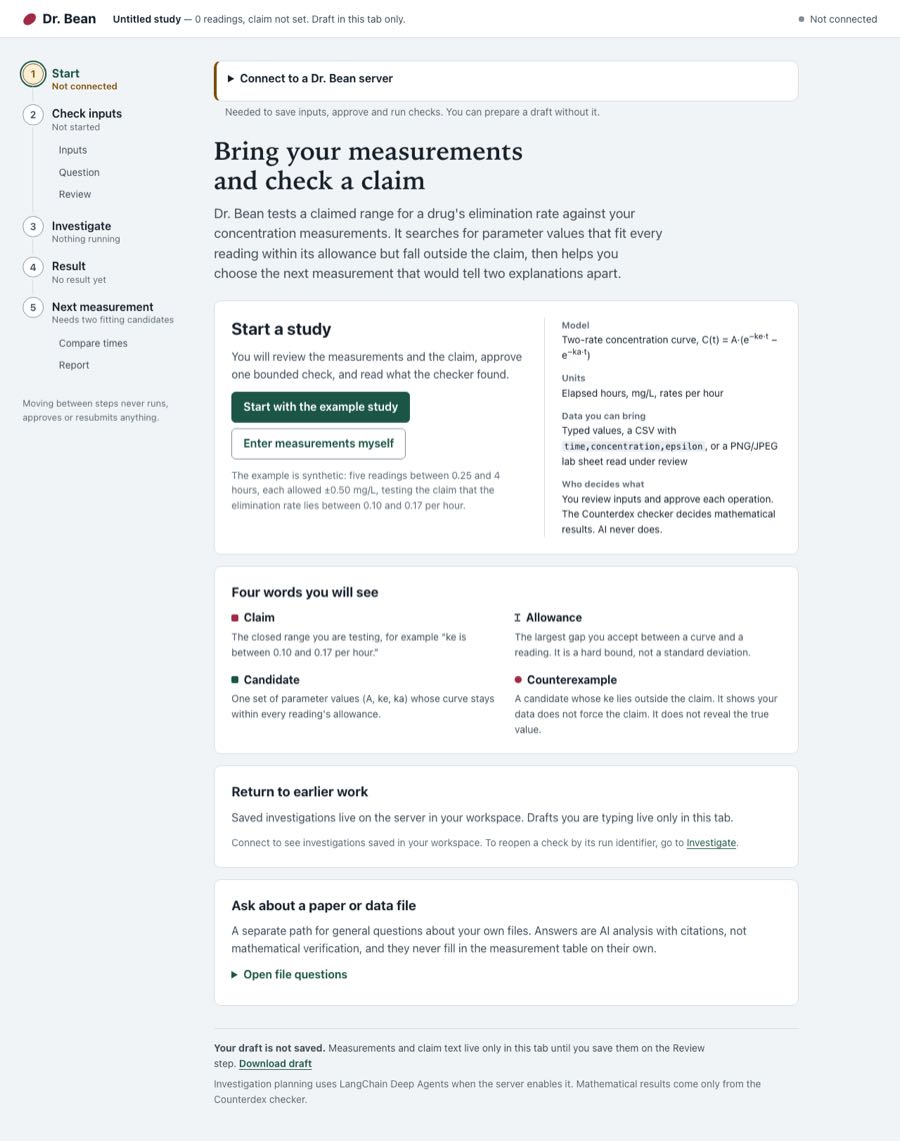 Dr. Bean
Untitled study — 0 readings, claim not set. Draft in this tab only.
Not connected
1
Start
Not connected
2
Check inputs
Not started
Inputs
Question
Review
3
Investigate
Nothing running
4
Result
No result yet
5
Next measurement
Needs two fitting candidates
Compare times
Report
Moving between steps never runs,
approves or resubmits anything.
Connect to a Dr. Bean server
Needed to save inputs, approve and run checks. You can prepare a draft without it.
Bring your measurements
and check a claim
Dr. Bean tests a claimed range for a drug's elimination rate against your
concentration measurements. It searches for parameter values that fit every
reading within its allowance but fall outside the claim, then helps you
choose the next measurement that would tell two explanations apart.
Start a study
You will review the measurements and the claim, approve
one bounded check, and read what the checker found.
Start with the example study
Enter measurements myself
The example is synthetic: five readings between 0.25 and 4
hours, each allowed ±0.50 mg/L, testing the claim that the
elimination rate lies between 0.10 and 0.17 per hour.
Model
Two-rate concentration curve, C(t) = A·(e−ke·t −
e−ka·t)
Units
Elapsed hours, mg/L, rates per hour
Data you can bring
Typed values, a CSV with
time,concentration,epsilon, or a PNG/JPEG
lab sheet read under review
Who decides what
You review inputs and approve each operation.
The Counterdex checker decides mathematical
results. AI never does.
Four words you will see
Claim
The closed range you are testing, for example "ke is
between 0.10 and 0.17 per hour."
Allowance
The largest gap you accept between a curve and a
reading. It is a hard bound, not a standard deviation.
Candidate
One set of parameter values (A, ke, ka) whose curve stays
within every reading's allowance.
Counterexample
A candidate whose ke lies outside the claim. It shows your
data does not force the claim. It does not reveal the true
value.
Return to earlier work
Saved investigations live on the server in your workspace. Drafts you are typing live only in this tab.
Connect to see investigations saved in your workspace. To reopen a check by its run identifier, go to Investigate.
Ask about a paper or data file
A separate path for general questions about your own files. Answers are AI analysis with citations, not
mathematical verification, and they never fill in the measurement table on their own.
Open file questions
Your draft is not saved. Measurements and claim text live only in this tab until you save them on the Review
step. Download draft
Investigation planning uses LangChain Deep Agents when the server enables it. Mathematical results come only from the
Counterdex checker.